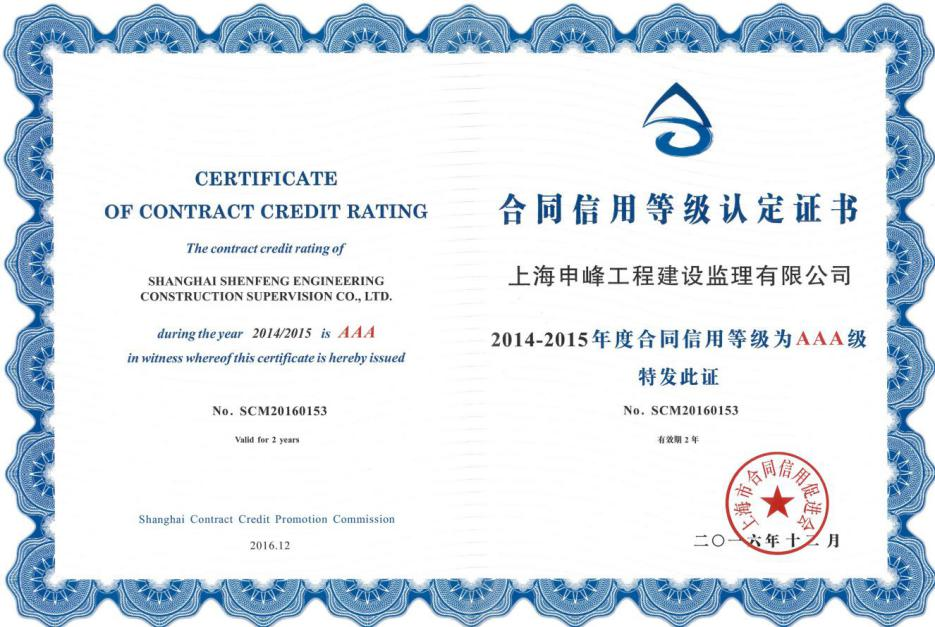 CERTIFICATE
OF CONTRACT CREDIT RATING
The contract credit rating of
SHANGHAI SHENFENG ENGINEERING
CONSTRUCTION SUPERVISION CO., LTD.
during the year 2014/2015 is AAA
in witness whereof this certificate is hereby issued
No. SCM20160153
Valid for 2 years
Shanghai Contract Credit Promotion Commission
2016.12
合同信用等级认定证书
上海申峰工程建设监理有限公司
2014-2015年度合同信用等级为AAA级
特发此证
No. SCM20160153
有效期 2 年
上海市合同信用促进会
二〇一六年十二月